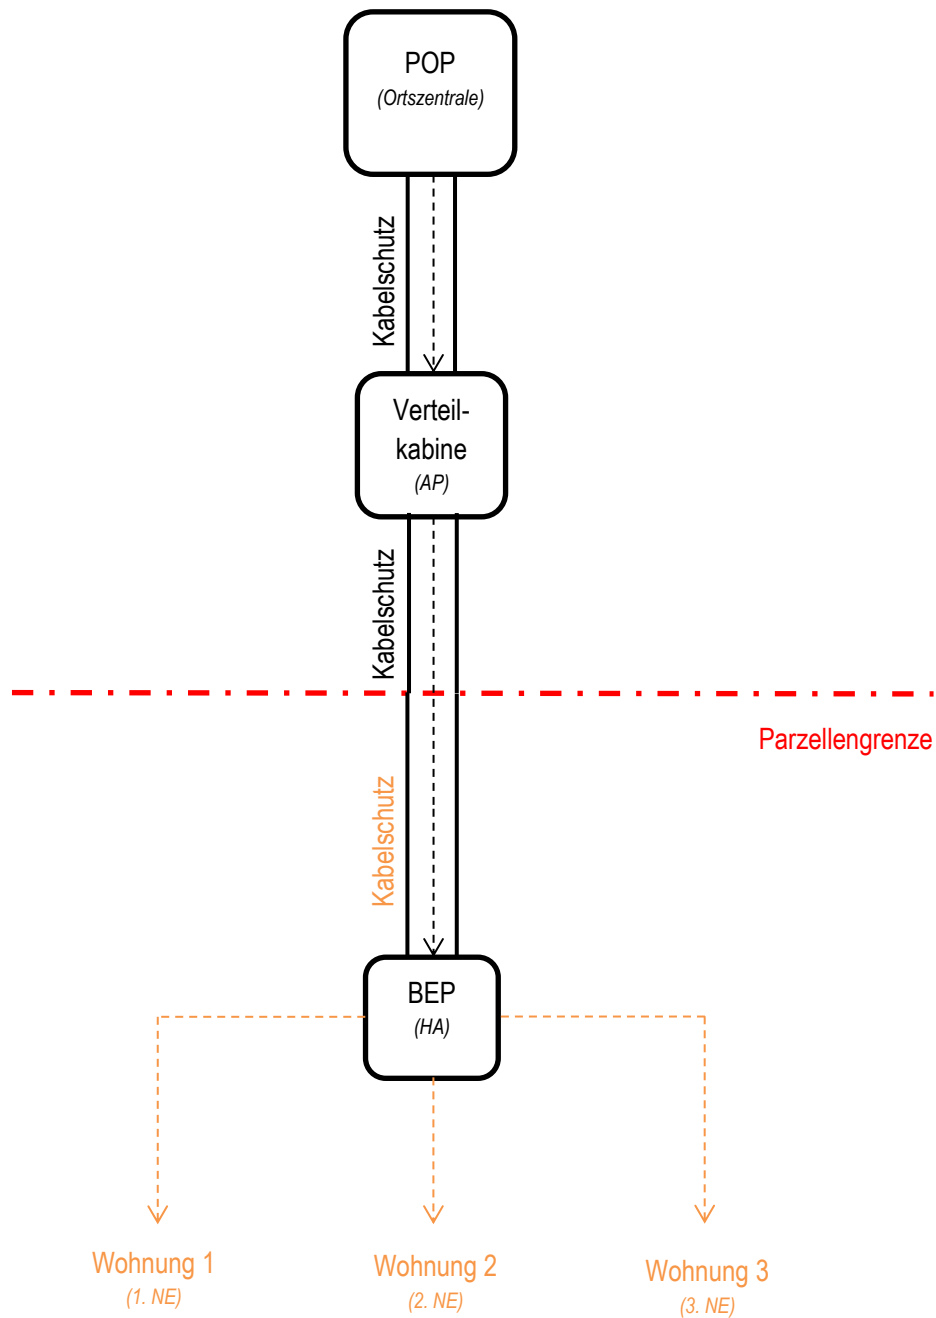 POP
(Ortszentrale)
Kabelschutz
Verteil-
kabine
(AP)
Kabelschutz
Parzellengrenze
Kabelschutz
BEP
(HA)
Wohnung 1
(1. NE)
Wohnung 2
(2. NE)
Wohnung 3
(3. NE)